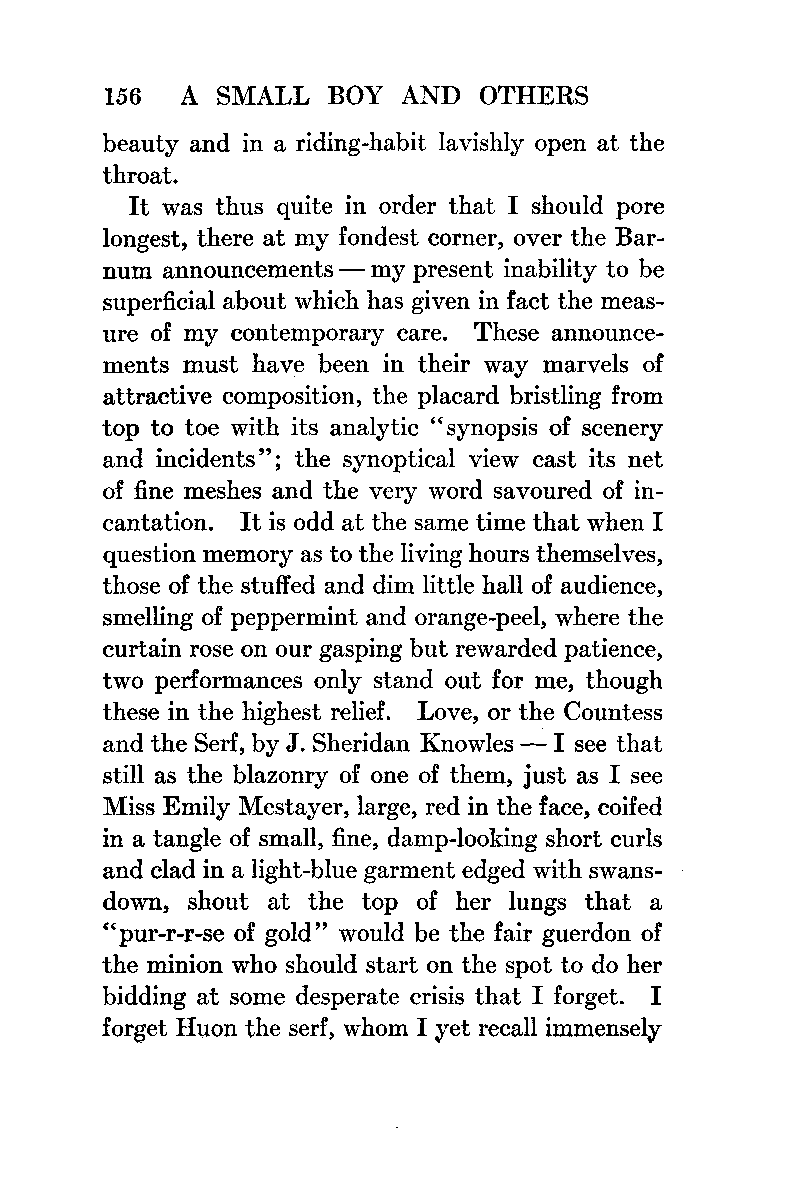 156 A SMALL BOY AND OTHERS
beauty and in a riding-habit lavishly open at the
throat.
It was thus quite in order that I should pore
longest, there at my fondest corner, over the Bar-
num announcements — my present inability to be
superficial about which has given in fact the meas-
ure of my contemporary care. These announce-
ments must have been in their way marvels of
attractive composition, the placard bristling from
top to toe with its analytic “synopsis of scenery
and incidents”; the synoptical view cast its net
of fine meshes and the very word savoured of in-
cantation. It is odd at the same time that when I
question memory as to the living hours themselves,
those of the stuffed and dim little hall of audience,
smelling of peppermint and orange-peel, where the
curtain rose on our gasping but rewarded patience,
two performances only stand out for me, though
these in the highest relief. Love, or the Countess
and the Serf, by J. Sheridan Knowles — I see that
still as the blazonry of one of them, just as I see
Miss Emily Mestayer, large, red in the face, coifed
in a tangle of small, fine, damp-looking short curls
and clad in a light-blue garment edged with swans-
down, shout at the top of her lungs that a
“pur-r-r-se of gold” would be the fair guerdon of
the minion who should start on the spot to do her
bidding at some desperate crisis that I forget. I
forget Huon the serf, whom I yet recall immensely